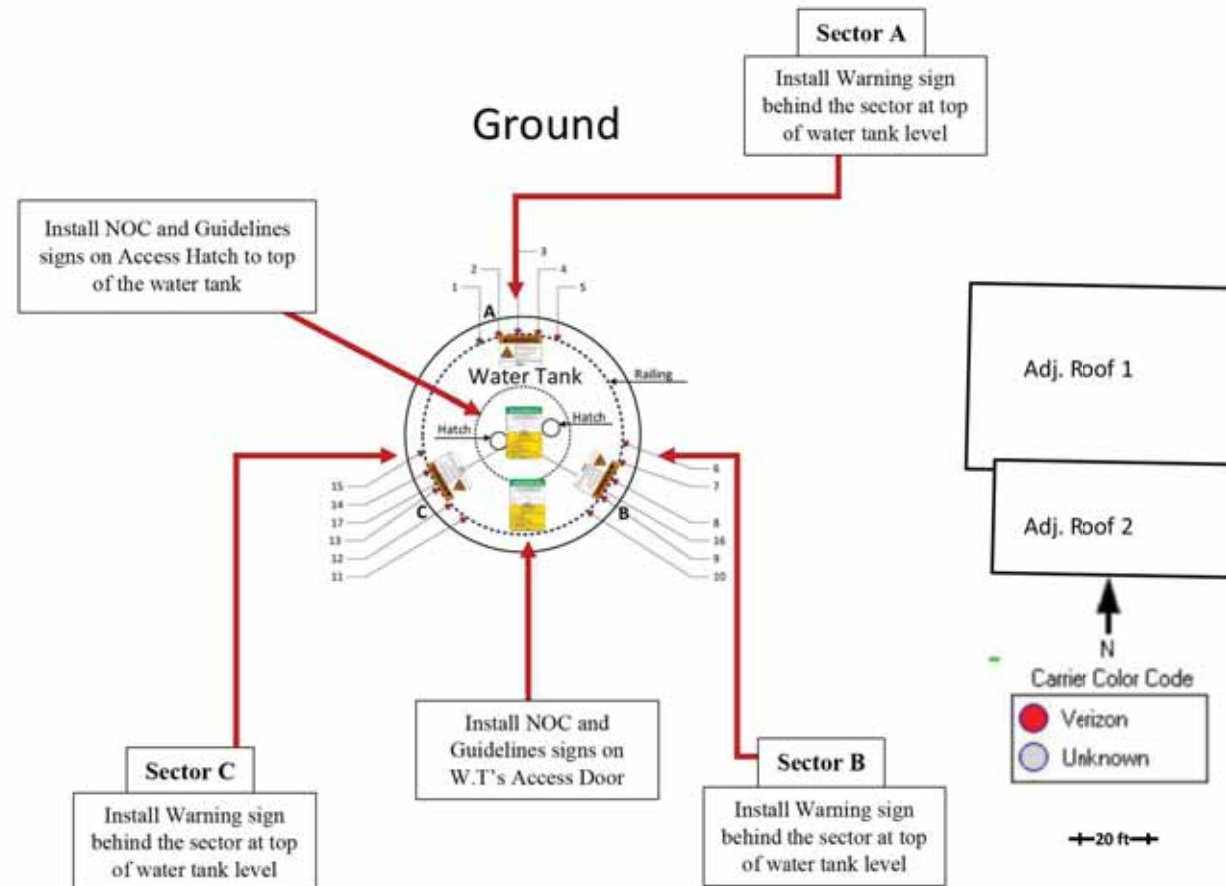 Sector A
Install Warning sign
behind the sector at top
of water tank level
Ground
Install NOC and Guidelines
signs on Access Hatch to top
of the water tank
3
2
4
1
5
A
Water Tank
Railing
Hatch
Hatch
Adj. Roof 1
Adj. Roof 2
15
14
17
13
12
11
C
B
6
7
8
16
9
10
N
Carrier Color Code
Verizon
Unknown
20 ft
Install NOC and
Guidelines signs on
W.T's Access Door
Sector C
Install Warning sign
behind the sector at top
of water tank level
Sector B
Install Warning sign
behind the sector at top
of water tank level